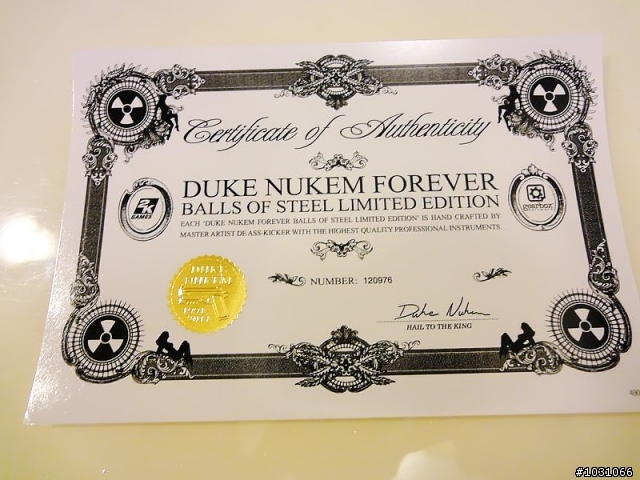 Certificate of Authenticity
DUKE NUKEM FOREVER
BALLS OF STEEL LIMITED EDITION
EACH 'DUKE NUKEM FOREVER BALLS OF STEEL LIMITED EDITION' IS HAND CRAFTED BY
MASTER ARTIST DE ASS-KICKER WITH THE HIGHEST QUALITY PROFESSIONAL INSTRUMENTS.
2K
GAMES
gearbox
DUKE
NUKEM
NUMBER: 120976
Duke Nukem
HAIL TO THE KING
#1031066